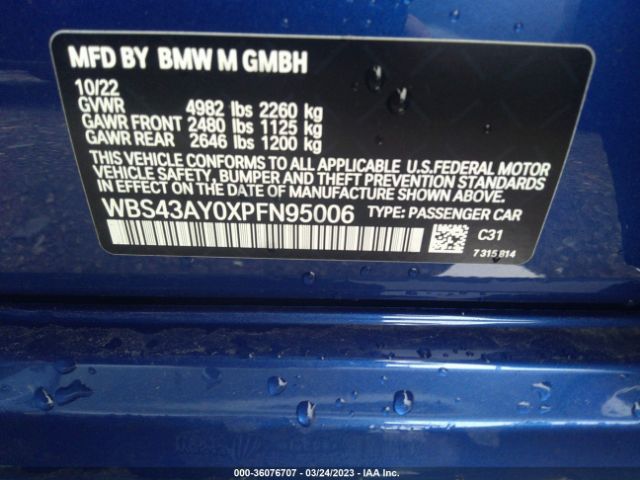 MFD BY BMW M GMBH
10/22
GVWR 4982 lbs 2260 kg
GAWR FRONT 2480 lbs 1125 kg
GAWR REAR 2646 lbs 1200 kg
THIS VEHICLE CONFORMS TO ALL APPLICABLE U.S.FEDERAL MOTOR
VEHICLE SAFETY, BUMPER, AND THEFT PREVENTION STANDARDS
IN EFFECT ON THE DATE OF MANUFACTURE SHOWN ABOVE.
WBS43AY0XPFN95006 TYPE: PASSENGER CAR
C31
7 315 814
000-36076707 - 03/24/2023 - IAA Inc.